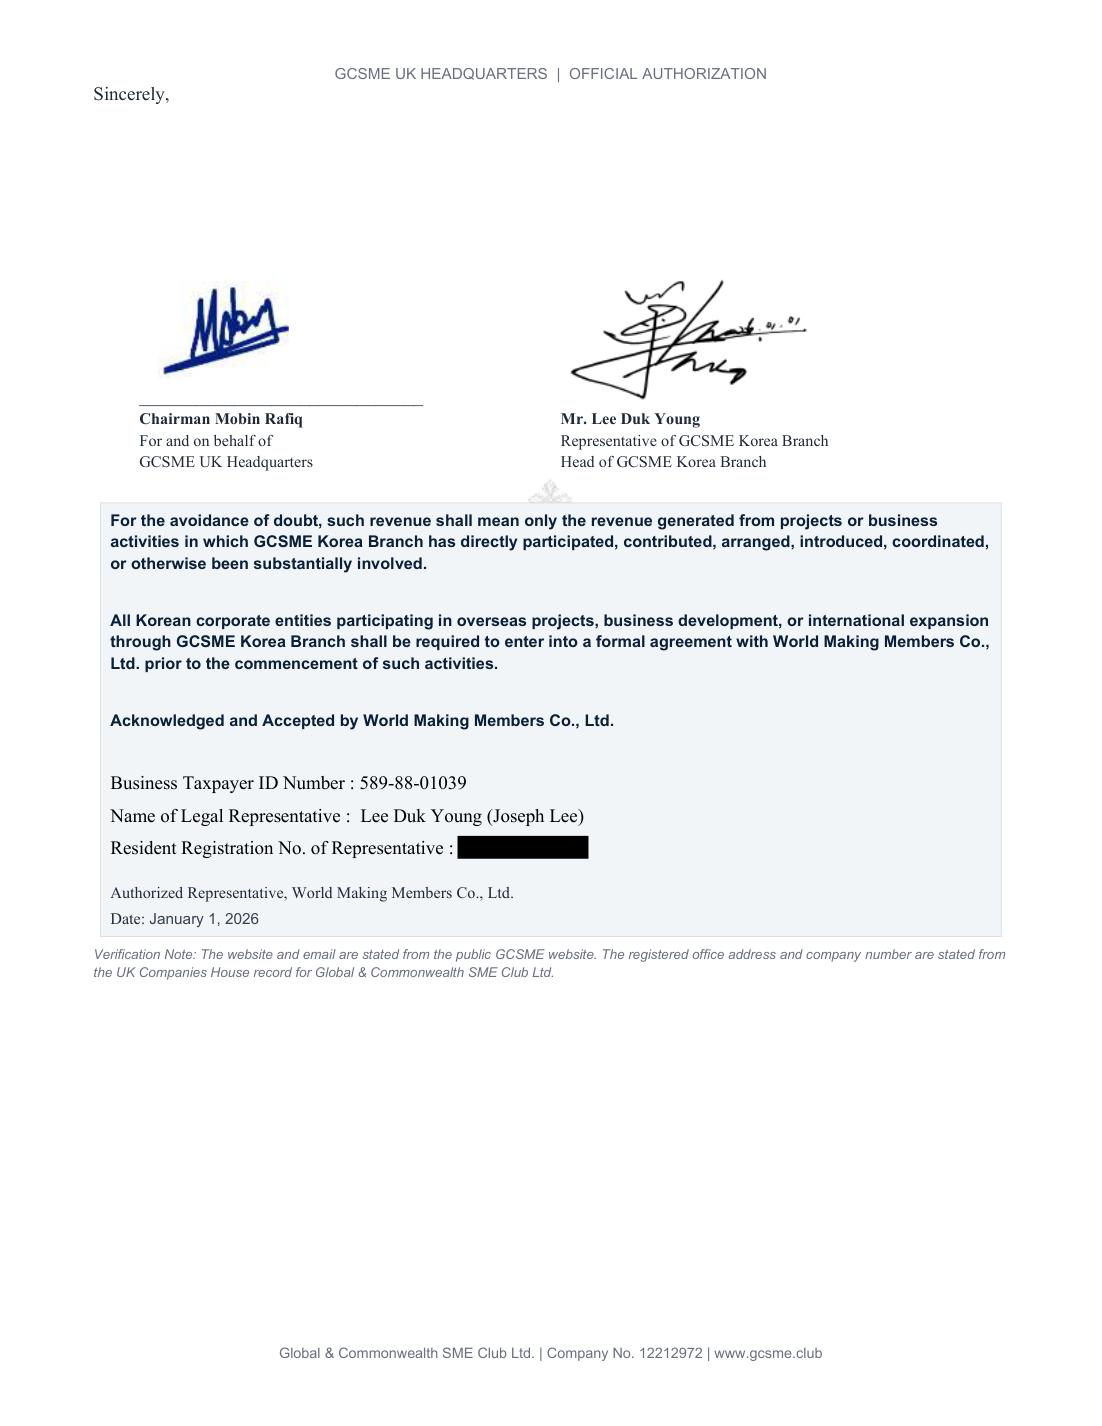 GCSME UK HEADQUARTERS | OFFICIAL AUTHORIZATION
Sincerely,
Mobin
26.01.01
Chairman Mobin Rafiq
For and on behalf of
GCSME UK Headquarters
Mr. Lee Duk Young
Representative of GCSME Korea Branch
Head of GCSME Korea Branch
For the avoidance of doubt, such revenue shall mean only the revenue generated from projects or business
activities in which GCSME Korea Branch has directly participated, contributed, arranged, introduced, coordinated,
or otherwise been substantially involved.
All Korean corporate entities participating in overseas projects, business development, or international expansion
through GCSME Korea Branch shall be required to enter into a formal agreement with World Making Members Co.,
Ltd. prior to the commencement of such activities.
Acknowledged and Accepted by World Making Members Co., Ltd.
Business Taxpayer ID Number : 589-88-01039
Name of Legal Representative : Lee Duk Young (Joseph Lee)
Resident Registration No. of Representative :
Authorized Representative, World Making Members Co., Ltd.
Date: January 1, 2026
Verification Note: The website and email are stated from the public GCSME website. The registered office address and company number are stated from
the UK Companies House record for Global & Commonwealth SME Club Ltd.
Global & Commonwealth SME Club Ltd. | Company No. 12212972 | www.gcsme.club